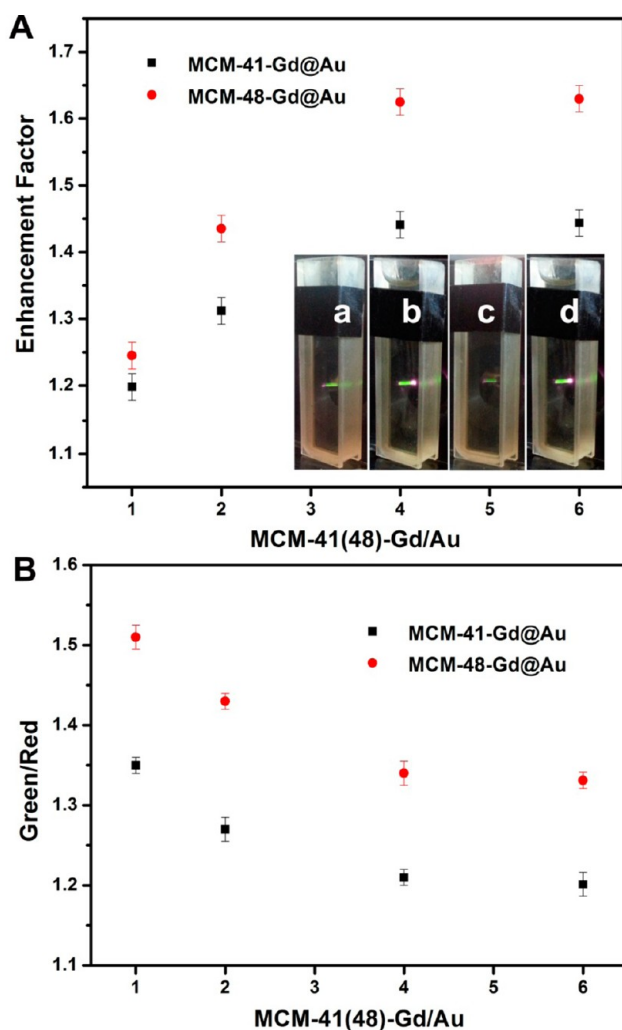 A
MCM-41-Gd@Au
MCM-48-Gd@Au
Enhancement Factor
1.7
1.6
1.5
1.4
1.3
1.2
1.1
a b c d
1 2 3 4 5 6
MCM-41(48)-Gd/Au
B
MCM-41-Gd@Au
MCM-48-Gd@Au
Green/Red
1.6
1.5
1.4
1.3
1.2
1.1
1 2 3 4 5 6
MCM-41(48)-Gd/Au